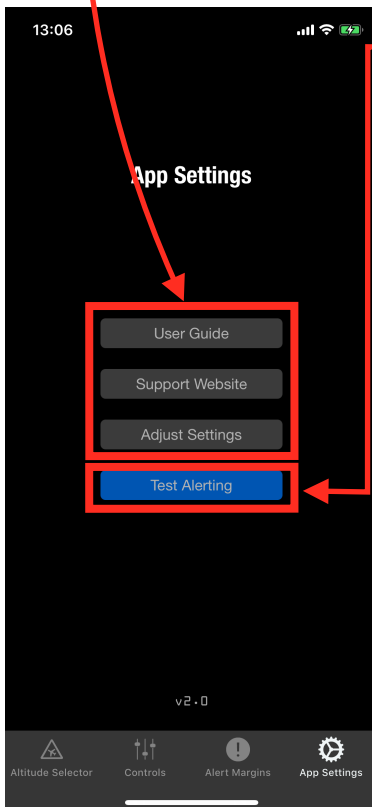 13:06
App Settings
User Guide
Support Website
Adjust Settings
Test Alerting
v2.0
Altitude Selector
Controls
Alert Margins
App Settings